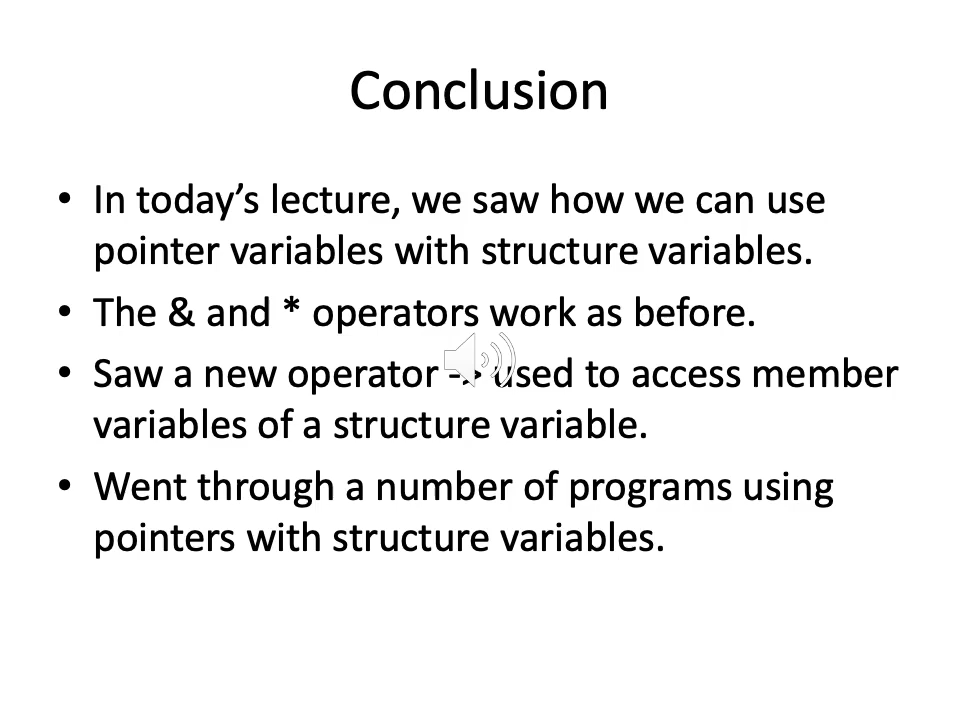 Conclusion
• In today’s lecture, we saw how we can use
pointer variables with structure variables.
• The & and * operators work as before.
• Saw a new operator -> used to access member
variables of a structure variable.
• Went through a number of programs using
pointers with structure variables.